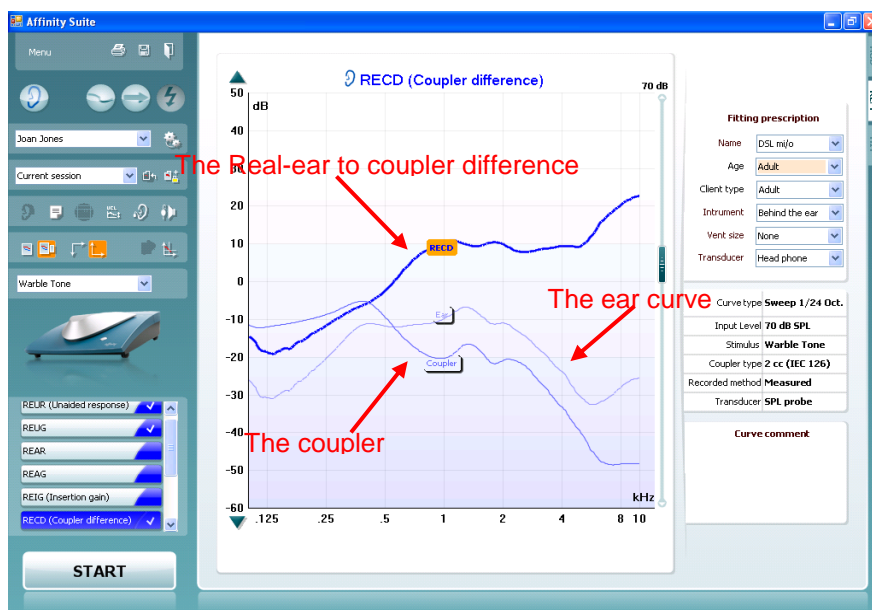 Affinity Suite
Menu
Joan Jones
Current session
Warble Tone
REUR (Unaided response)
REUG
REAR
REAG
REIG (Insertion gain)
RECD (Coupler difference)
START
RECD (Coupler difference)
70 dB
dB
50
40
30
20
10
0
-10
-20
-30
-40
-50
-60
.125
.25
.5
1
2
4
8
10
kHz
The Real-ear to coupler difference
RECD
The ear curve
Ear
Coupler
The coupler
Fitting prescription
Name DSL mi/o
Age Adult
Client type Adult
Intrument Behind the ear
Vent size None
Transducer Head phone
Curve type Sweep 1/24 Oct.
Input Level 70 dB SPL
Stimulus Warble Tone
Coupler type 2 cc (IEC 126)
Recorded method Measured
Transducer SPL probe
Curve comment